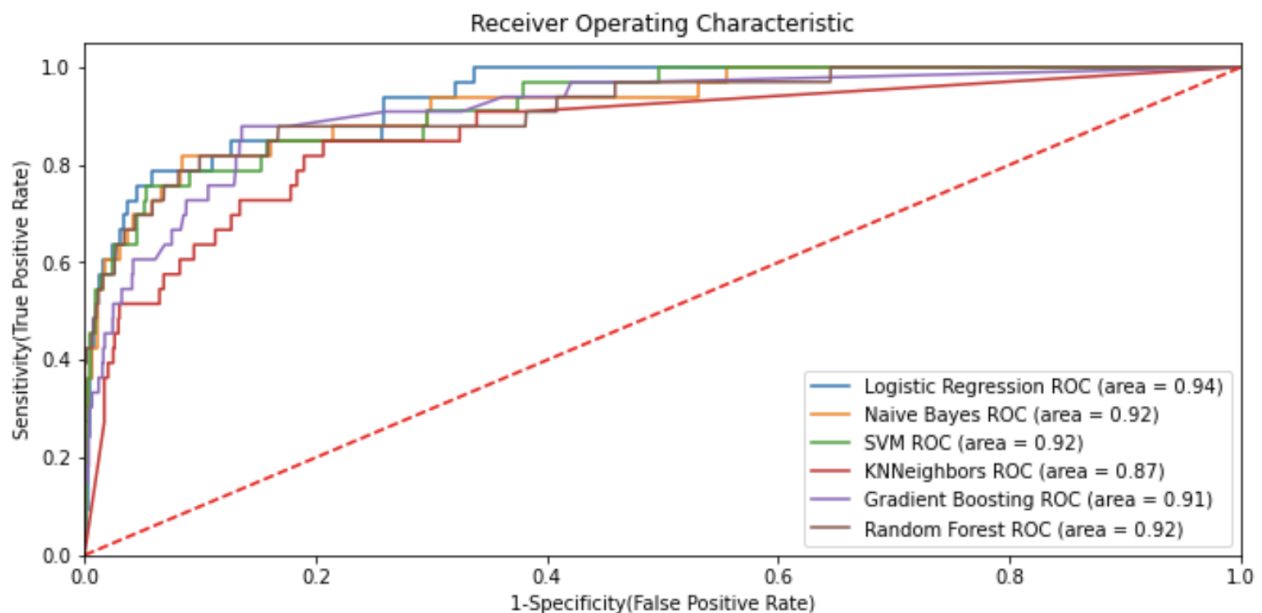 Receiver Operating Characteristic
1.0
0.8
0.6
0.4
0.2
0.0
Sensitivity(True Positive Rate)
Logistic Regression ROC (area = 0.94)
Naive Bayes ROC (area = 0.92)
SVM ROC (area = 0.92)
KNNeighbors ROC (area = 0.87)
Gradient Boosting ROC (area = 0.91)
Random Forest ROC (area = 0.92)
0.0 0.2 0.4 0.6 0.8 1.0
1-Specificity(False Positive Rate)